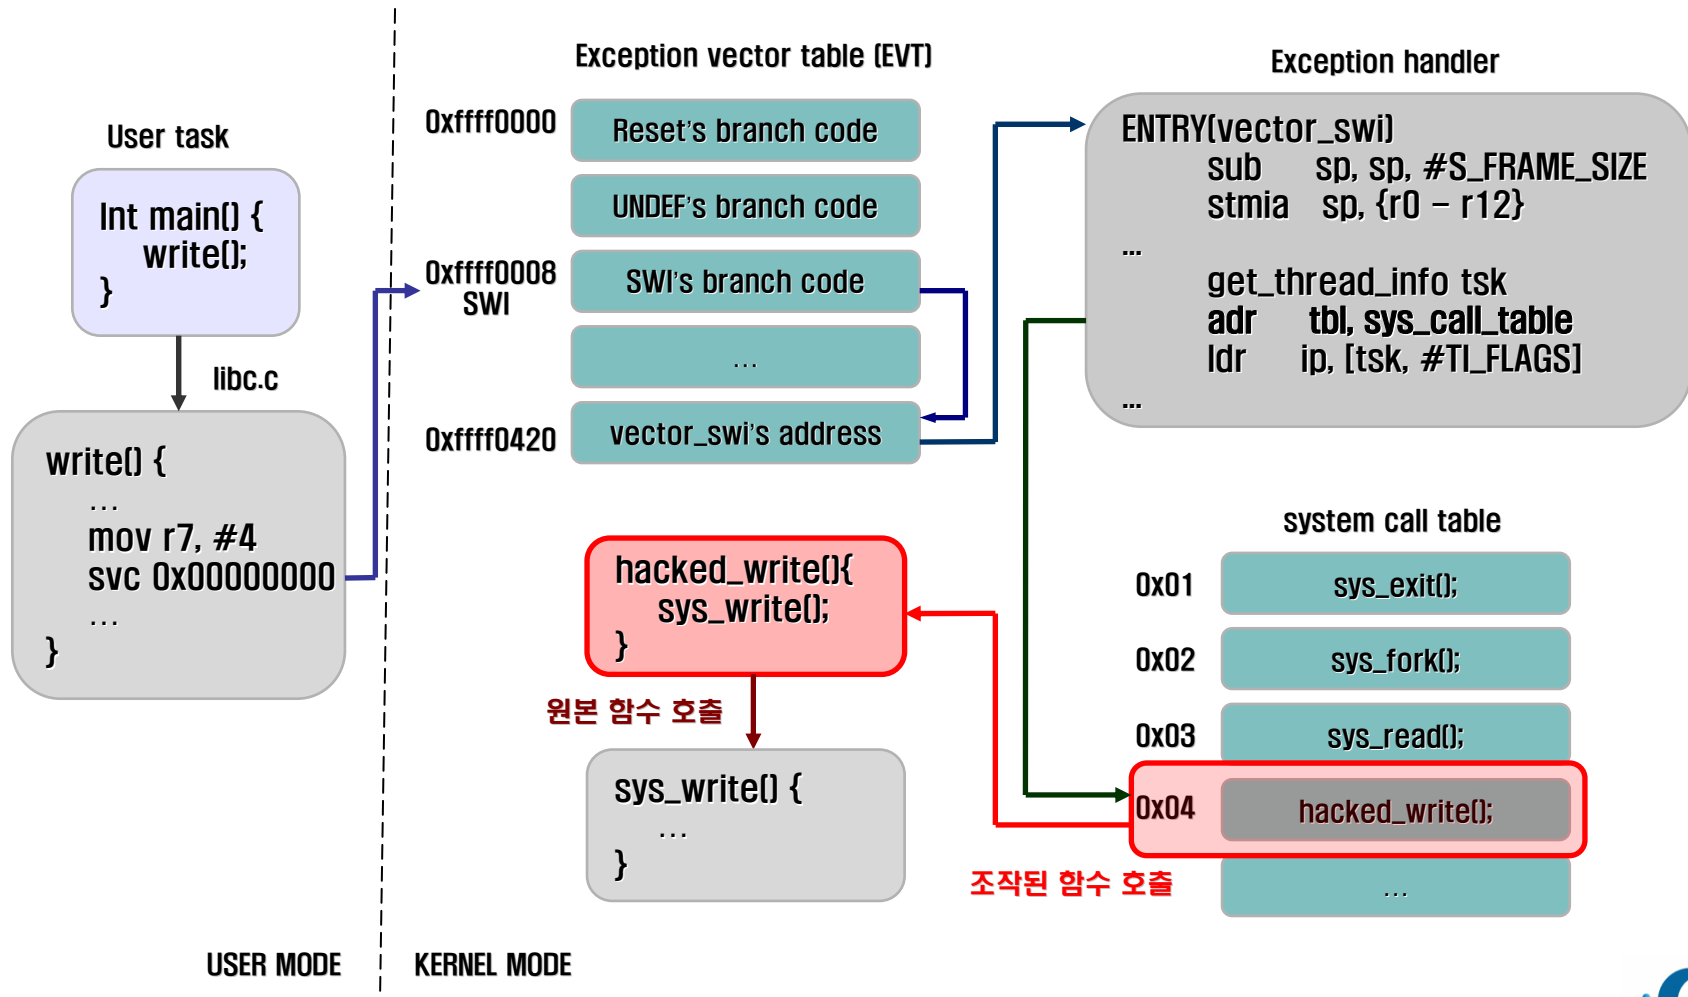 User task
Int main() {
write();
}
libc.c
write() {
...
mov r7, #4
svc 0x00000000
...
}
USER MODE
KERNEL MODE
Exception vector table (EVT)
0xffff0000
Reset's branch code
UNDEF's branch code
0xffff0008
SWI
SWI's branch code
...
0xffff0420
vector_swi's address
Exception handler
ENTRY(vector_swi)
sub sp, sp, #S_FRAME_SIZE
stmia sp, {r0 – r12}
...
get_thread_info tsk
adr tbl, sys_call_table
ldr ip, [tsk, #TI_FLAGS]
...
system call table
0x01 sys_exit();
0x02 sys_fork();
0x03 sys_read();
0x04 hacked_write();
...
조작된 함수 호출
hacked_write(){
sys_write();
}
원본 함수 호출
sys_write() {
...
}